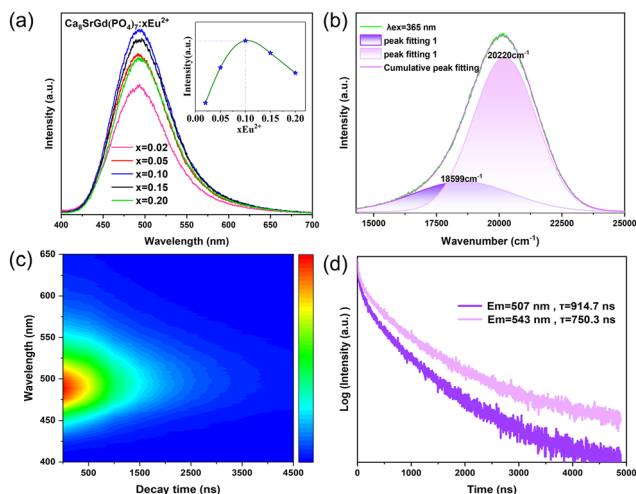 (a)
Ca₈SrGd(PO₄)₇:xEu²⁺
Intensity (a.u.)
Wavelength (nm)
400 450 500 550 600 650 700
x=0.02
x=0.05
x=0.10
x=0.15
x=0.20
Intensity(a.u.)
0.00 0.05 0.10 0.15 0.20
xEu²⁺
(b)
λex=365 nm
peak fitting 1
peak fitting 1
Cumulative peak fitting
20220cm⁻¹
18599cm⁻¹
Intensity (a.u.)
15000 17500 20000 22500 25000
Wavenumber (cm⁻¹)
(c)
650
600
550
500
450
400
Wavelength(nm)
500 1500 2500 3500 4500
Decay time (ns)
(d)
Em=507 nm , τ=914.7 ns
Em=543 nm , τ=750.3 ns
Log (Intensity (a.u.)
0 1000 2000 3000 4000 5000
Time (ns)